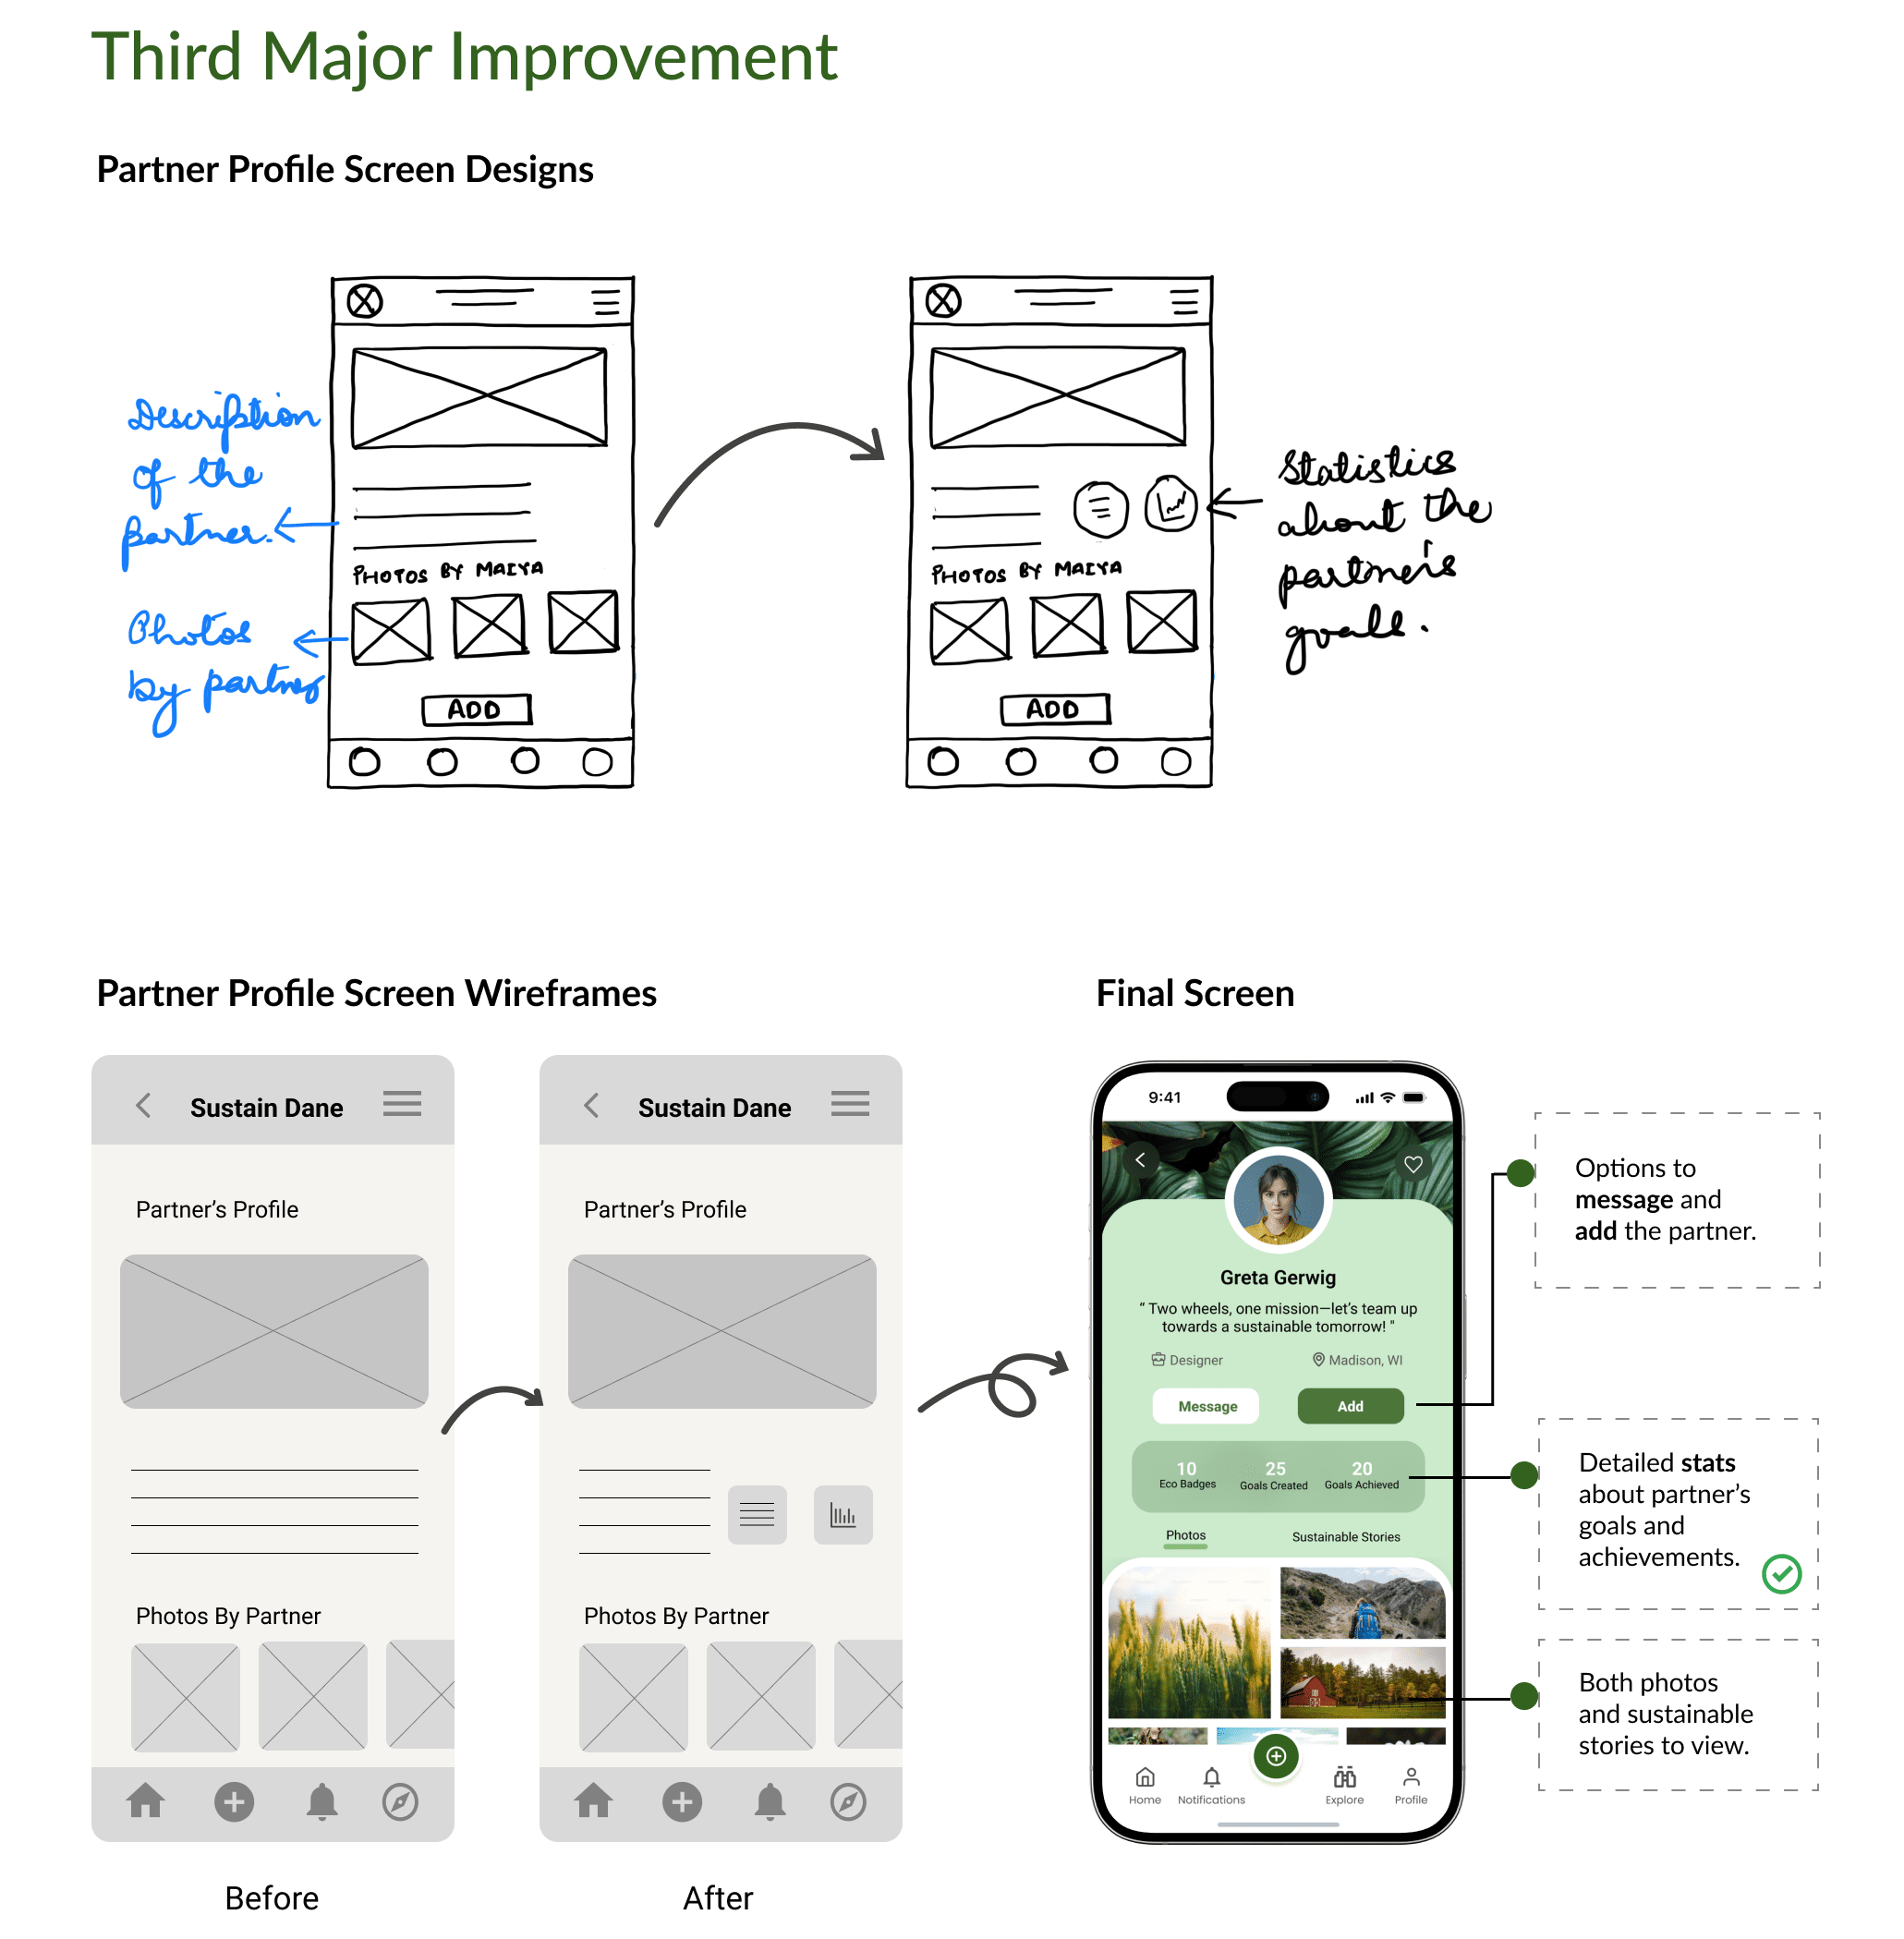 Third Major Improvement
Partner Profile Screen Designs
Description
of the
partner.
Photos
by partner
PHOTOS BY MAIYA
ADD
PHOTOS BY MAIYA
ADD
Statistics
about the
partner's
goals.
Partner Profile Screen Wireframes
Sustain Dane
Partner's Profile
Photos By Partner
Before
Sustain Dane
Partner's Profile
Photos By Partner
After
Final Screen
9:41
Greta Gerwig
“ Two wheels, one mission—let's team up
towards a sustainable tomorrow! "
Designer
Madison, WI
Message
Add
10
Eco Badges
25
Goals Created
20
Goals Achieved
Photos
Sustainable Stories
Home
Notifications
Explore
Profile
Options to
message and
add the partner.
Detailed stats
about partner's
goals and
achievements.
Both photos
and sustainable
stories to view.